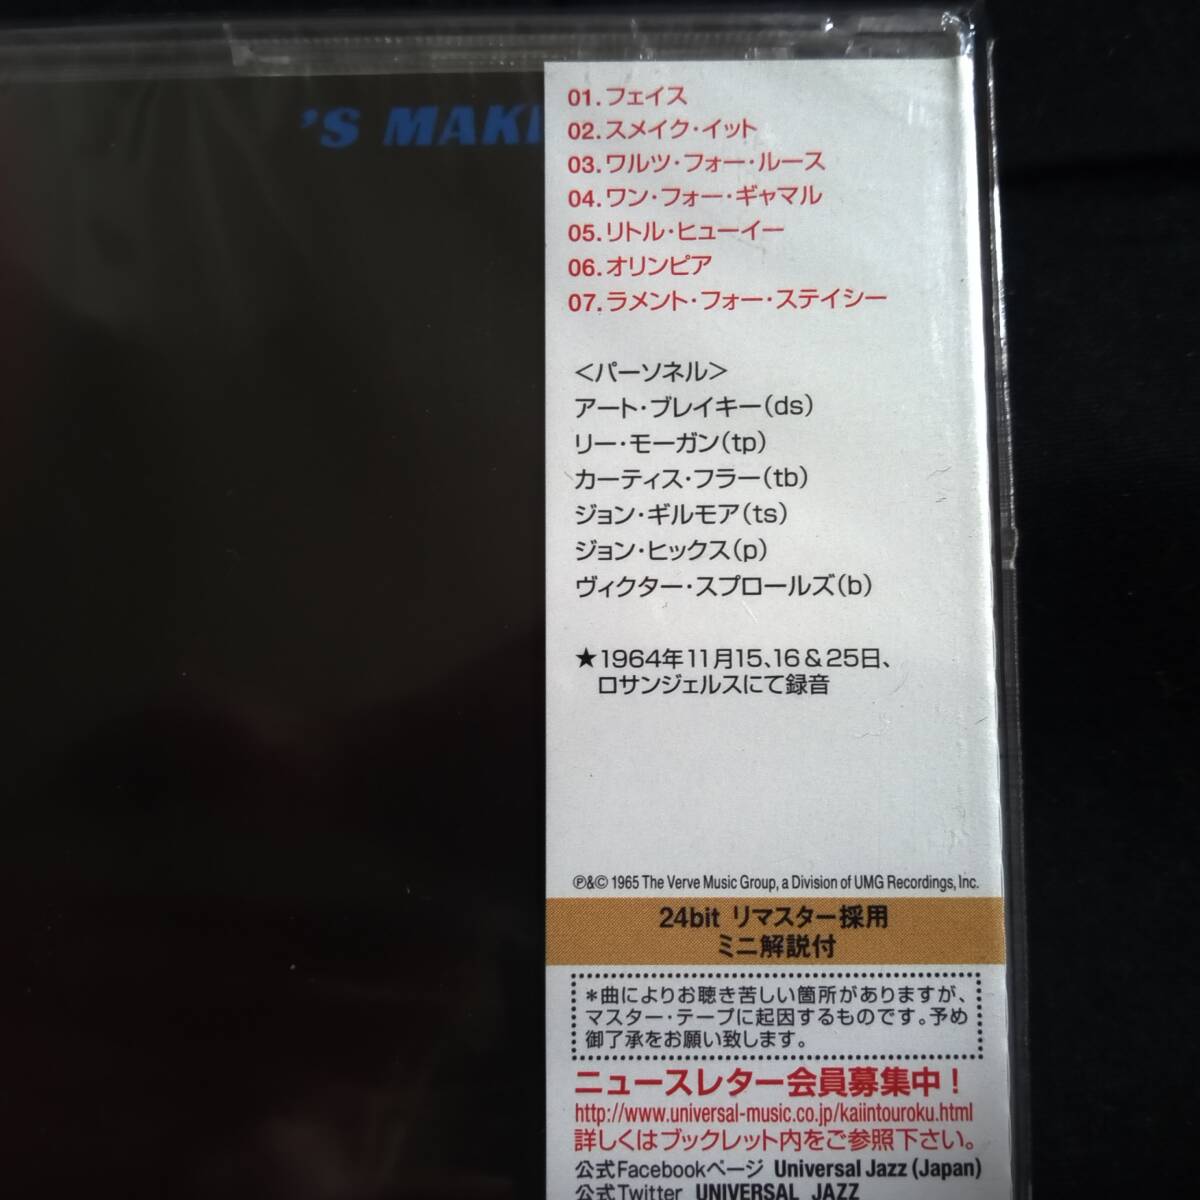 'S MAKI
01.フェイス
02.スメイク・イット
03.ワルツ・フォー・ルース
04.ワン・フォー・ギャマル
05.リトル・ヒューイー
06.オリンピア
07.ラメント・フォー・ステイシー
＜パーソネル＞
アート・ブレイキー(ds)
リー・モーガン(tp)
カーティス・フラー(tb)
ジョン・ギルモア(ts)
ジョン・ヒックス(p)
ヴィクター・スプロールズ(b)
★1964年11月15、16＆25日、
ロサンジェルスにて録音
℗&© 1965 The Verve Music Group, a Division of UMG Recordings, Inc.
24bit リマスター採用
ミニ解説付
＊曲によりお聴き苦しい箇所がありますが、
マスター・テープに起因するものです。予め
御了承をお願い致します。
ニュースレター会員募集中！
http://www.universal-music.co.jp/kaiintouroku.html
詳しくはブックレット内をご参照下さい。
公式Facebookページ Universal Jazz (Japan)
公式Twitter UNIVERSAL JAZZ